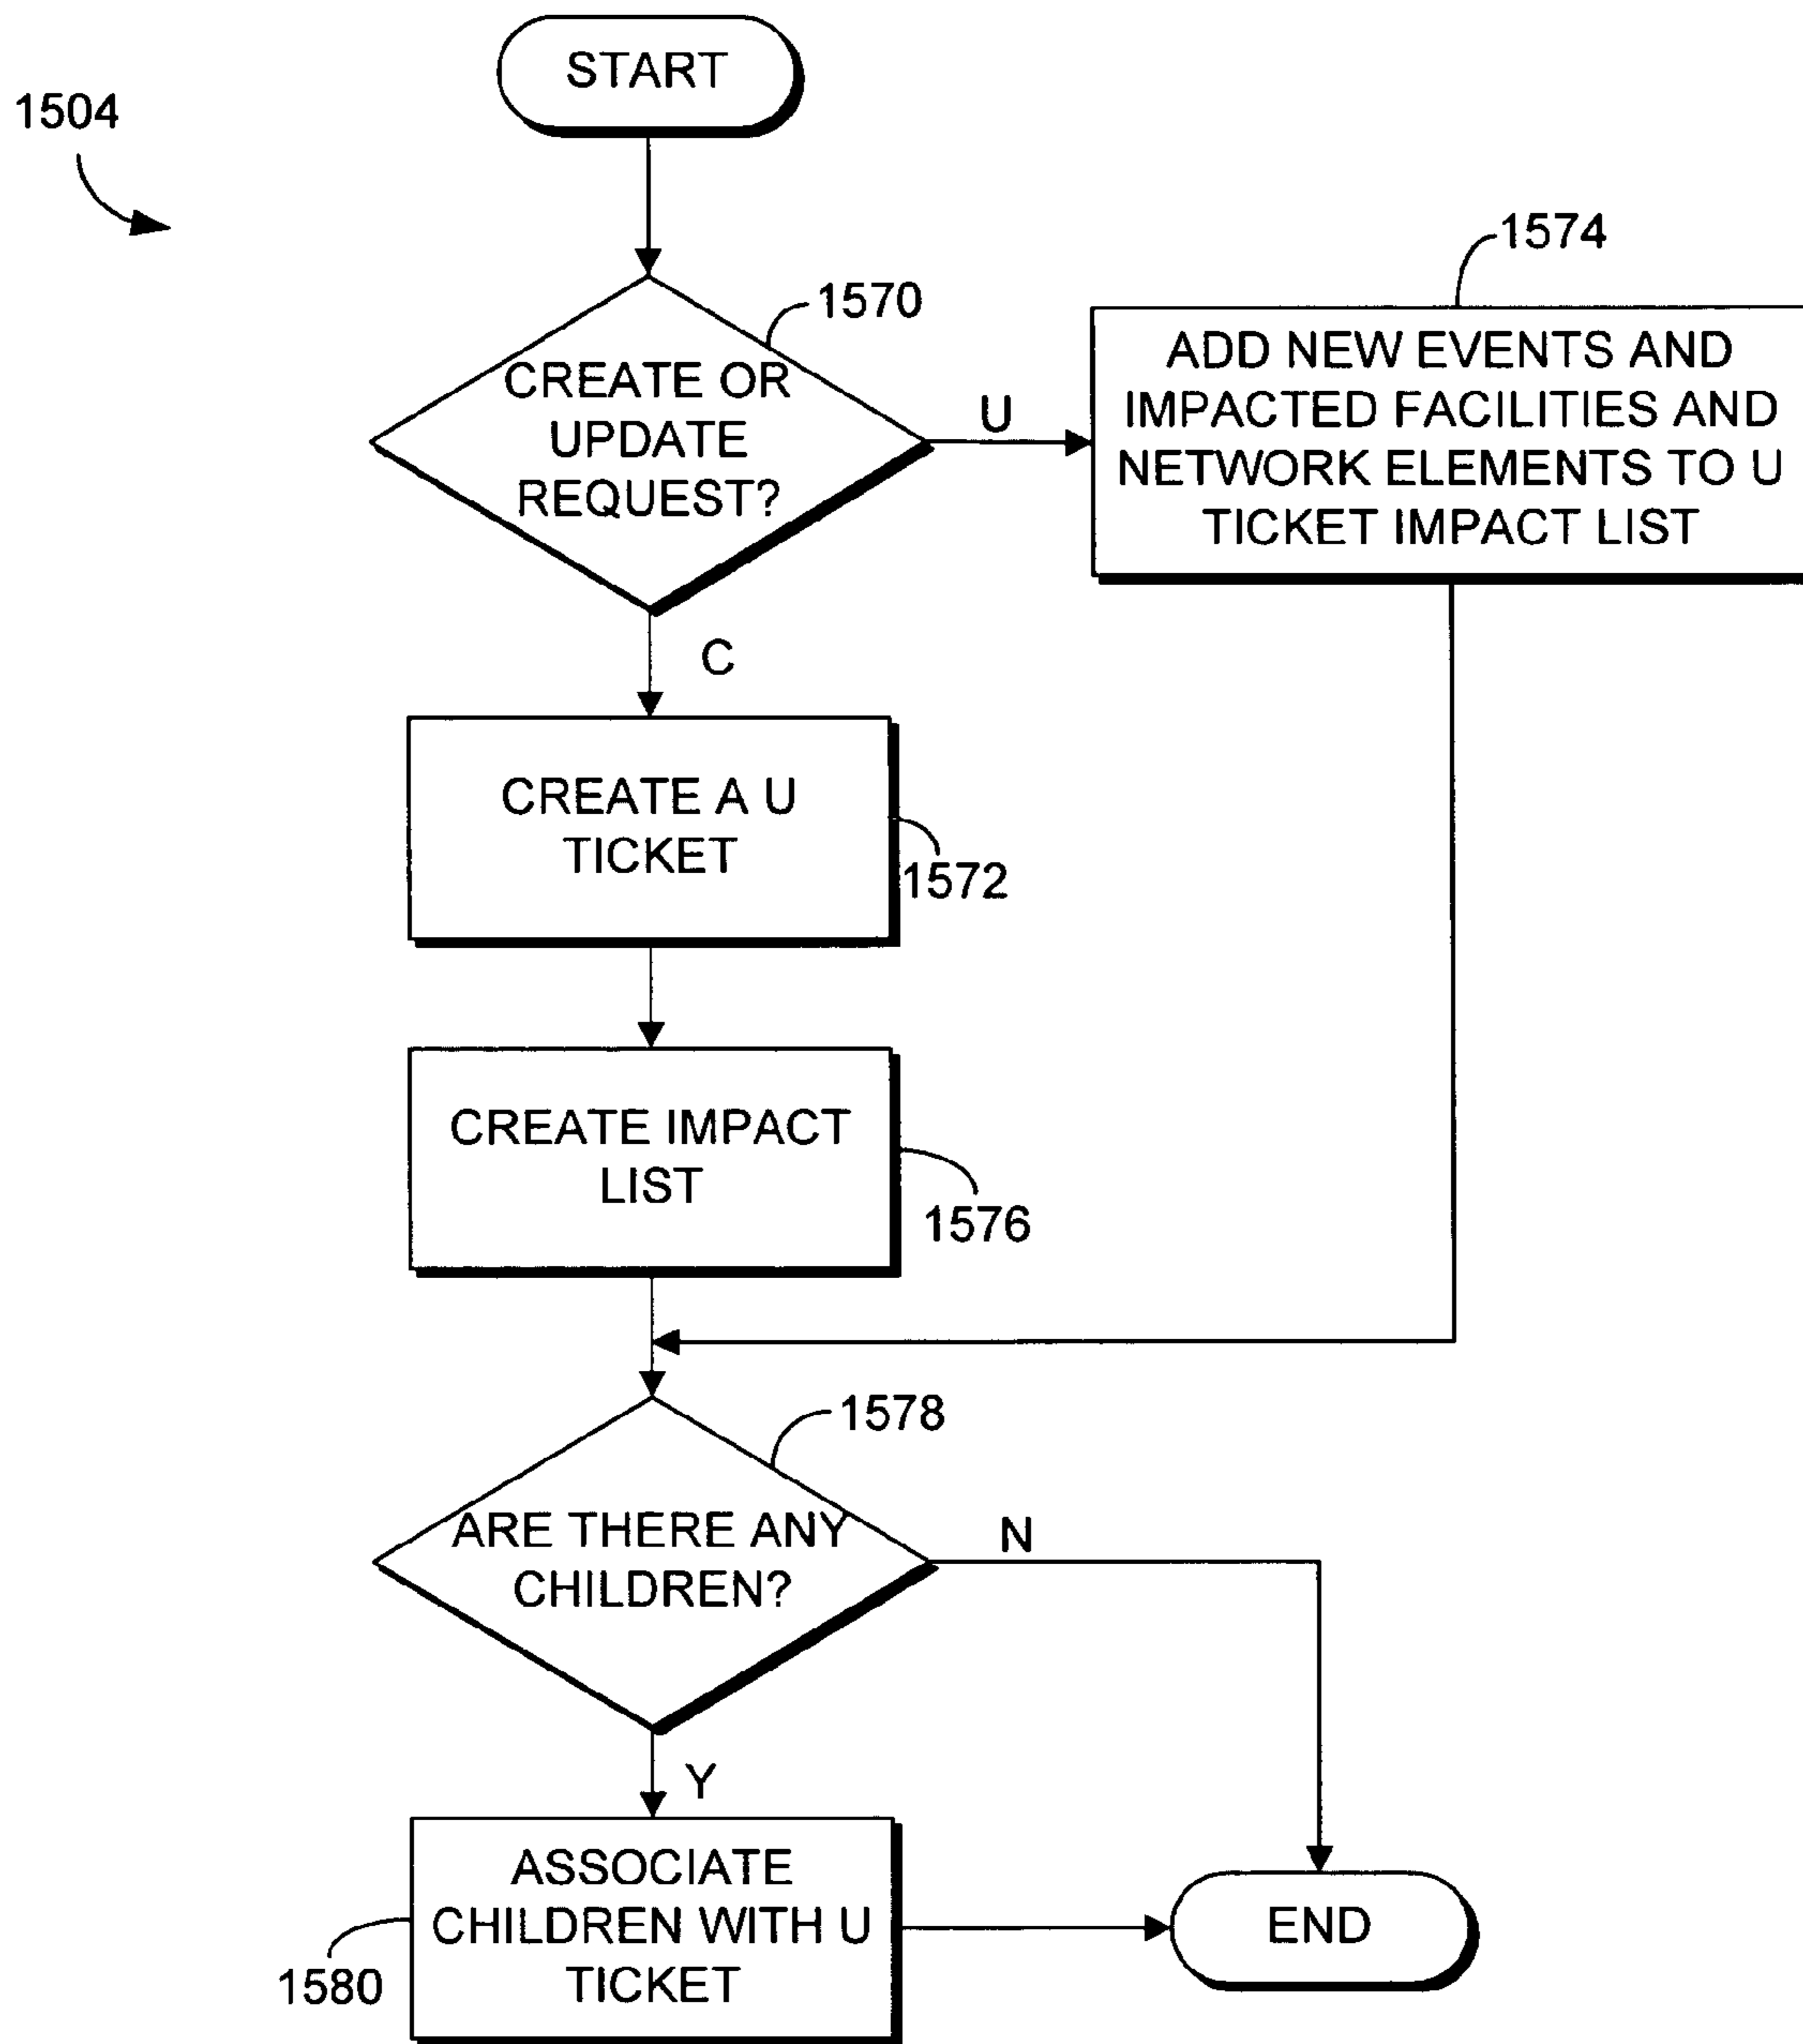 START
1504
1570
CREATE OR
UPDATE
REQUEST?
U
1574
ADD NEW EVENTS AND
IMPACTED FACILITIES AND
NETWORK ELEMENTS TO U
TICKET IMPACT LIST
C
CREATE A U
TICKET
1572
CREATE IMPACT
LIST
1576
1578
ARE THERE ANY
CHILDREN?
N
Y
ASSOCIATE
CHILDREN WITH U
TICKET
1580
END